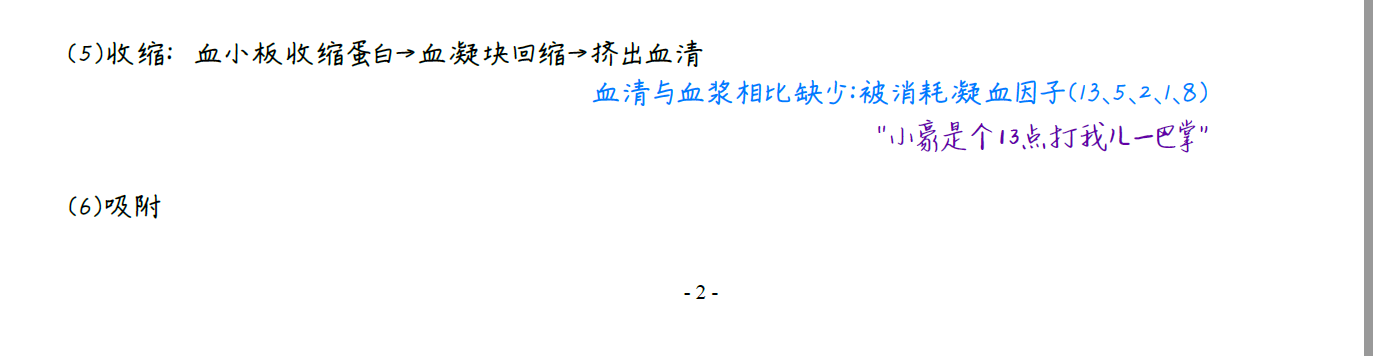 (5)收缩: 血小板收缩蛋白→血凝块回缩→挤出血清
血清与血浆相比缺少:被消耗凝血因子(13、5、2、1、8)
"小豪是个13点打我儿一巴掌"
(6)吸附
- 2 -